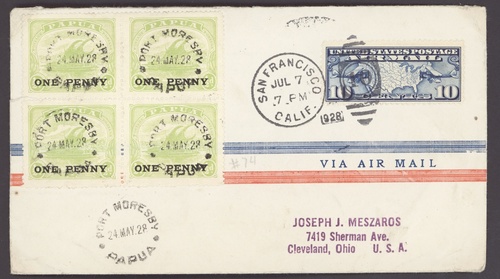 PORT MORESBY
24 MAY.28
PAPUA
ONE PENNY
PORT MORESBY
24 MAY.28
PAPUA
ONE PENNY
PORT MORESBY
24 MAY.28
ONE PENNY
PORT MORESBY
24 MAY.28
PAPUA
ONE PENNY
SAN FRANCISCO
JUL 7
7 PM
CALIF.
1928
UNITED STATES POSTAGE
AIR MAIL
10 10
#74
VIA AIR MAIL
PORT MORESBY
24 MAY.28
PAPUA
JOSEPH J. MESZAROS
7419 Sherman Ave.
Cleveland, Ohio U. S. A.